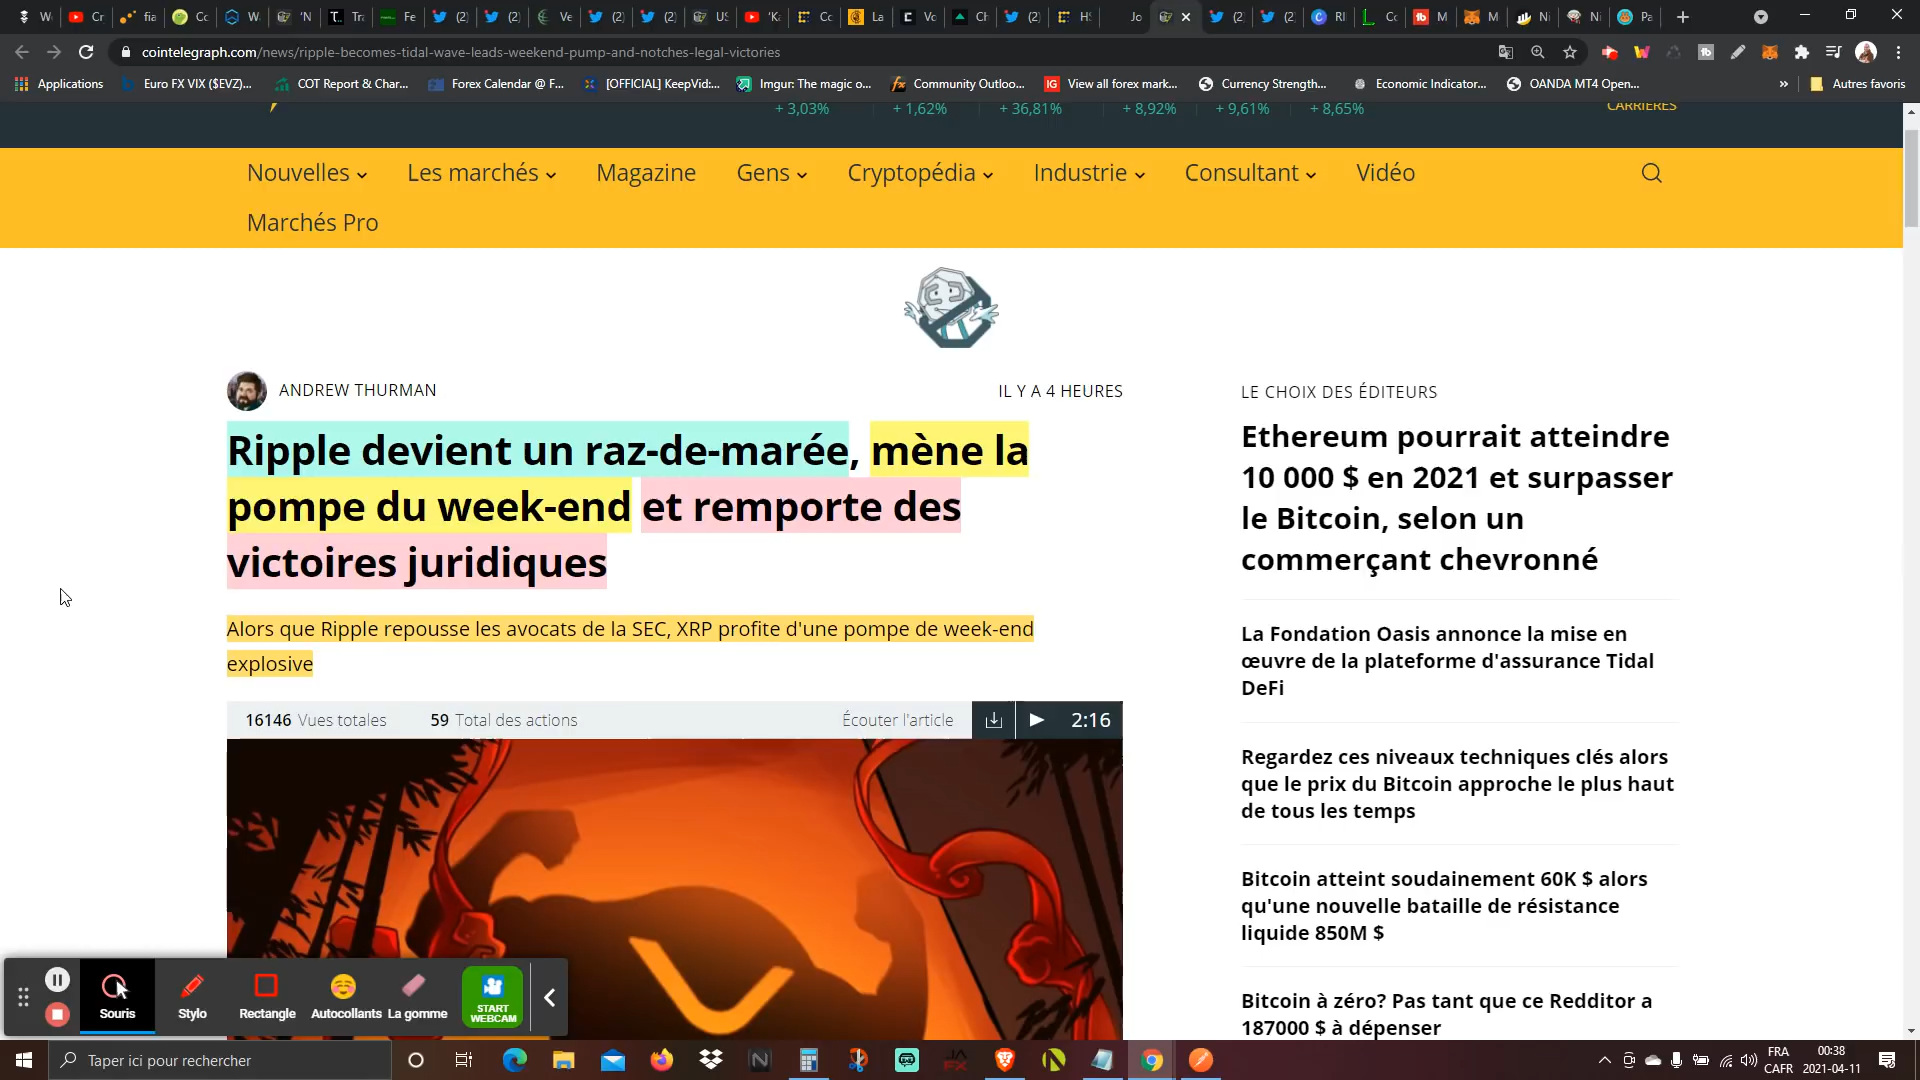 cointelegraph.com/news/ripple-becomes-tidal-wave-leads-weekend-pump-and-notches-legal-victories
Applications
Euro FX VIX ($EVZ)...
COT Report & Char...
Forex Calendar @ F...
[OFFICIAL] KeepVid:...
Imgur: The magic o...
Community Outloo...
View all forex mark...
Currency Strength...
Economic Indicator...
OANDA MT4 Open...
»
Autres favoris
+ 3,03%
+ 1,62%
+ 36,81%
+ 8,92%
+ 9,61%
+ 8,65%
CARRIÈRES
Nouvelles
Les marchés
Magazine
Gens
Cryptopédia
Industrie
Consultant
Vidéo
Marchés Pro
ANDREW THURMAN
IL Y A 4 HEURES
Ripple devient un raz-de-marée, mène la
pompe du week-end et remporte des
victoires juridiques
Alors que Ripple repousse les avocats de la SEC, XRP profite d'une pompe de week-end
explosive
16146 Vues totales
59 Total des actions
Écouter l'article
2:16
LE CHOIX DES ÉDITEURS
Ethereum pourrait atteindre
10 000 $ en 2021 et surpasser
le Bitcoin, selon un
commerçant chevronné
La Fondation Oasis annonce la mise en
œuvre de la plateforme d'assurance Tidal
DeFi
Regardez ces niveaux techniques clés alors
que le prix du Bitcoin approche le plus haut
de tous les temps
Bitcoin atteint soudainement 60K $ alors
qu'une nouvelle bataille de résistance
liquide 850M $
Bitcoin à zéro? Pas tant que ce Redditor a
187000 $ à dépenser
Souris
Stylo
Rectangle
Autocollants
La gomme
START
WEBCAM
Taper ici pour rechercher
FRA
CAFR
00:38
2021-04-11